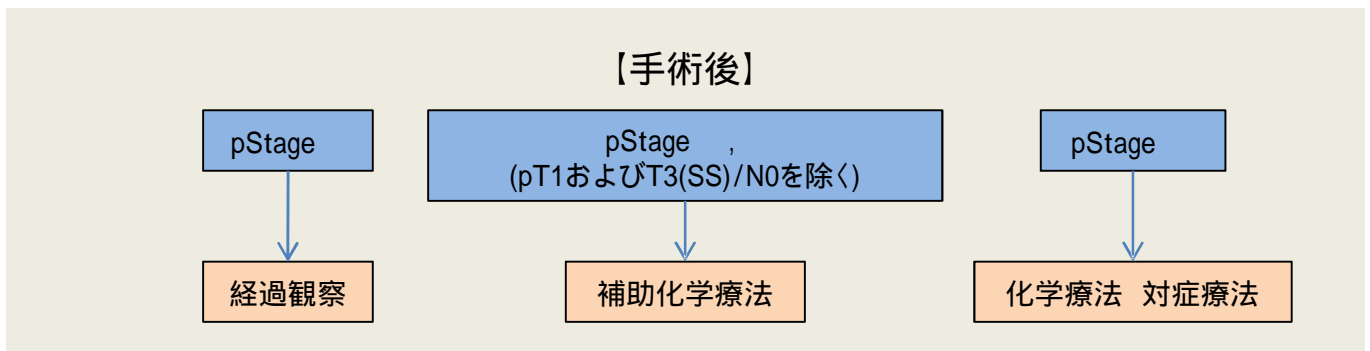 【手術後】
pStage
pStage ,
(pT1およびT3(SS)/N0を除く)
pStage
経過観察
補助化学療法
化学療法 対症療法